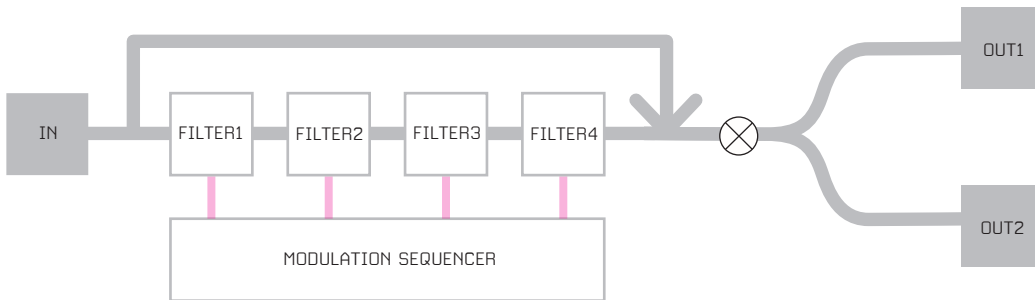 OUT1
IN
FILTER1
FILTER2
FILTER3
FILTER4
OUT2
MODULATION SEQUENCER